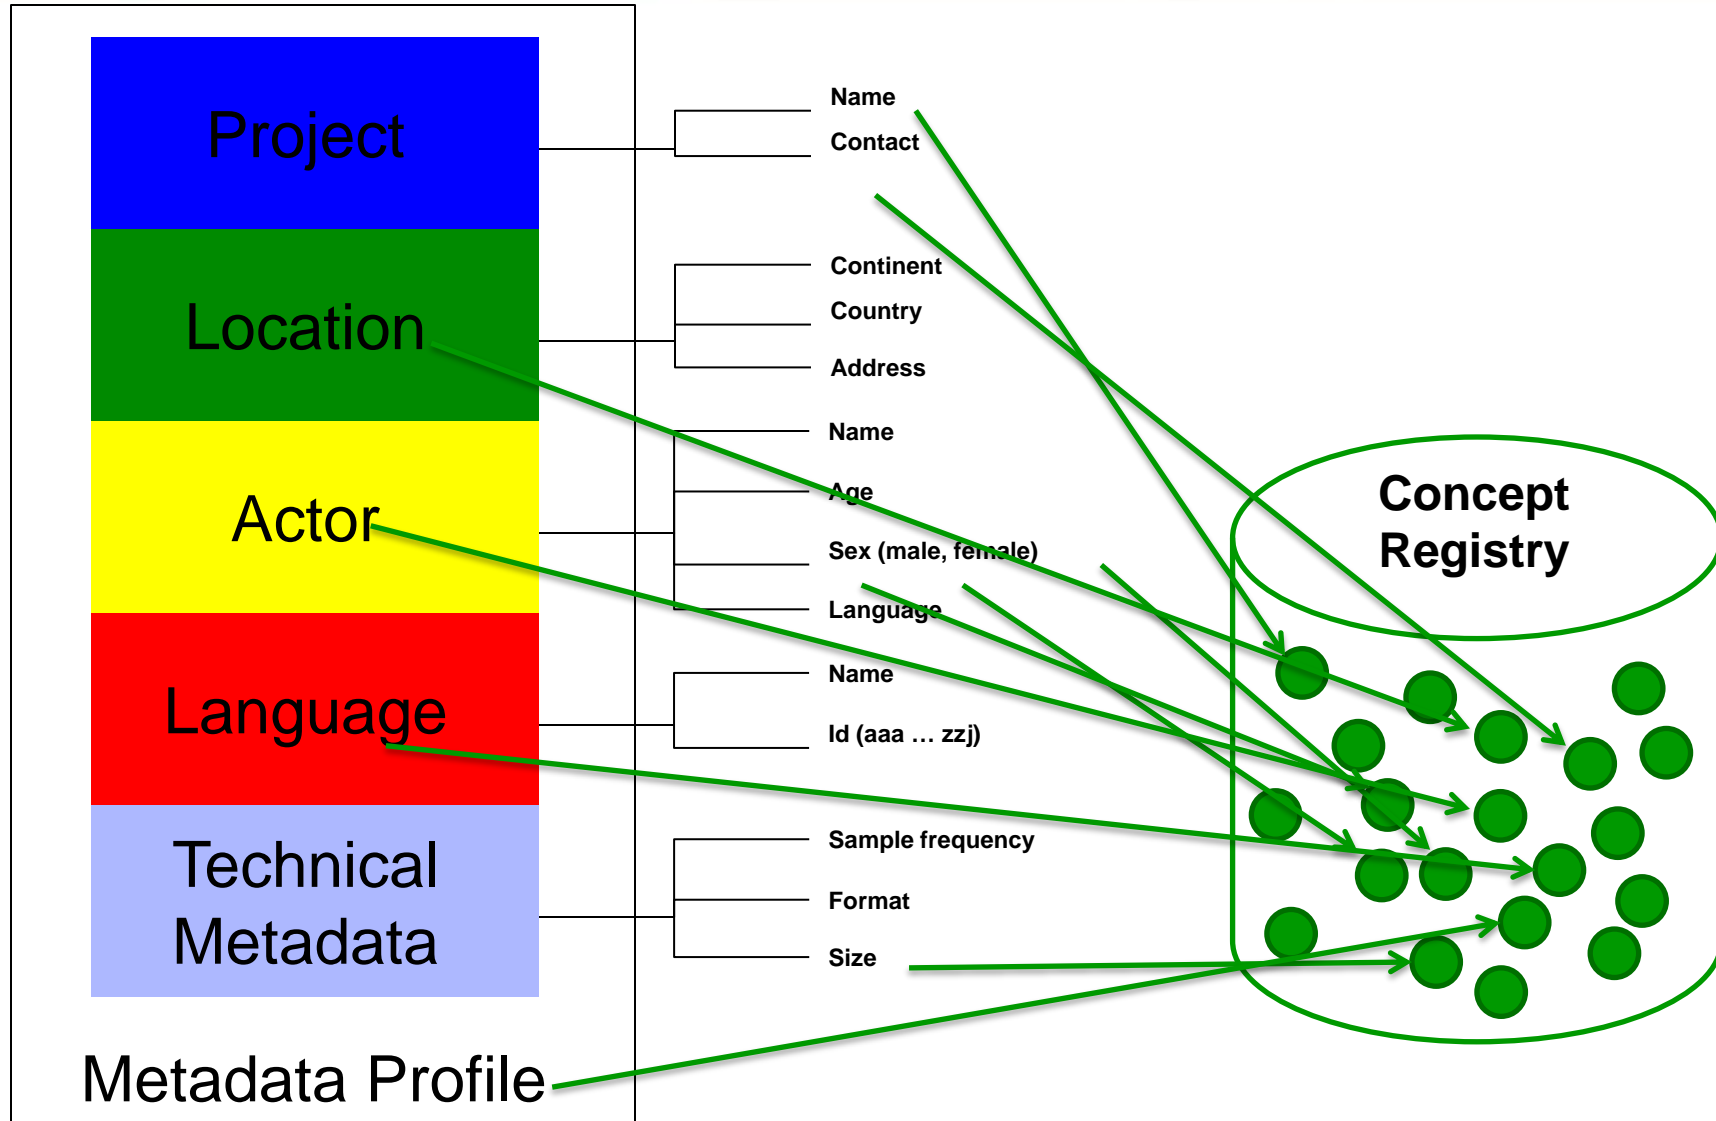 Project
Name
Contact
Location
Continent
Country
Address
Actor
Name
Age
Sex (male, female)
Language
Language
Name
Id (aaa … zzj)
Technical
Metadata
Sample frequency
Format
Size
Metadata Profile
Concept
Registry